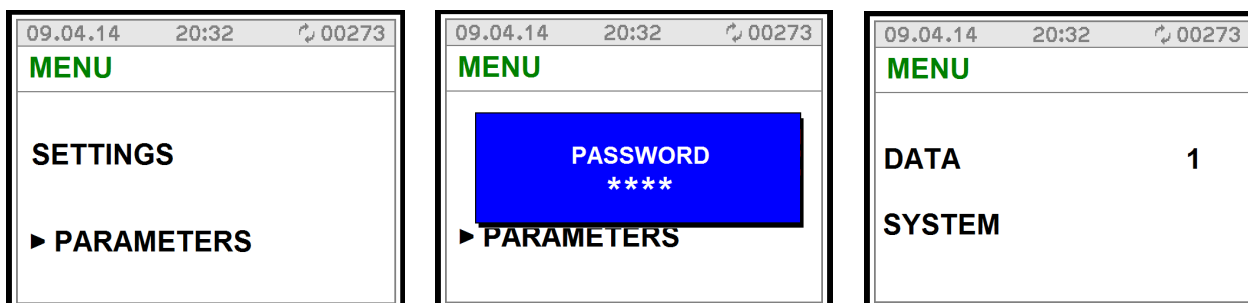 09.04.14 20:32 00273
MENU
SETTINGS
► PARAMETERS
09.04.14 20:32 00273
MENU
PASSWORD
****
► PARAMETERS
09.04.14 20:32 00273
MENU
DATA 1
SYSTEM